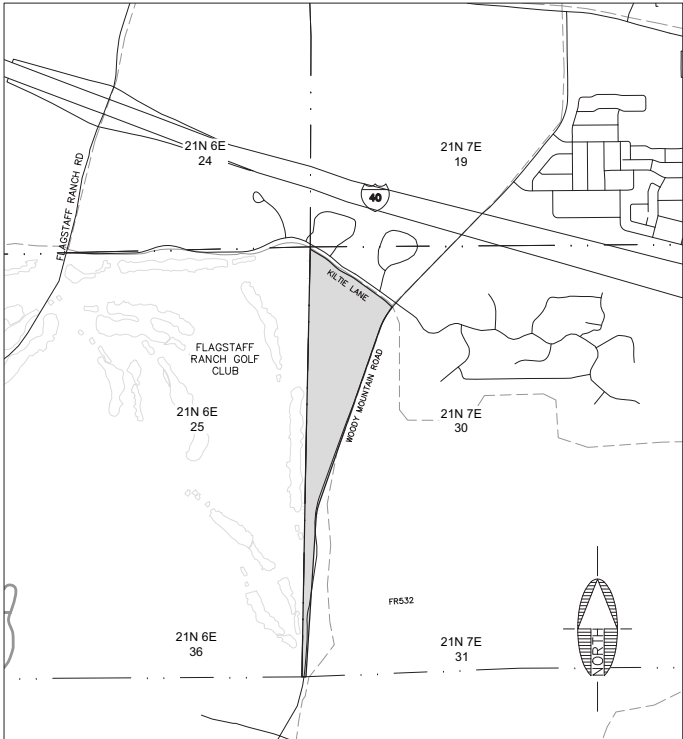 21N 6E
24
21N 7E
19
FLAGSTAFF RANCH RD
40
KILTIE LANE
FLAGSTAFF
RANCH GOLF
CLUB
WOODY MOUNTAIN ROAD
21N 6E
25
21N 7E
30
FR532
21N 6E
36
21N 7E
31
NORTH